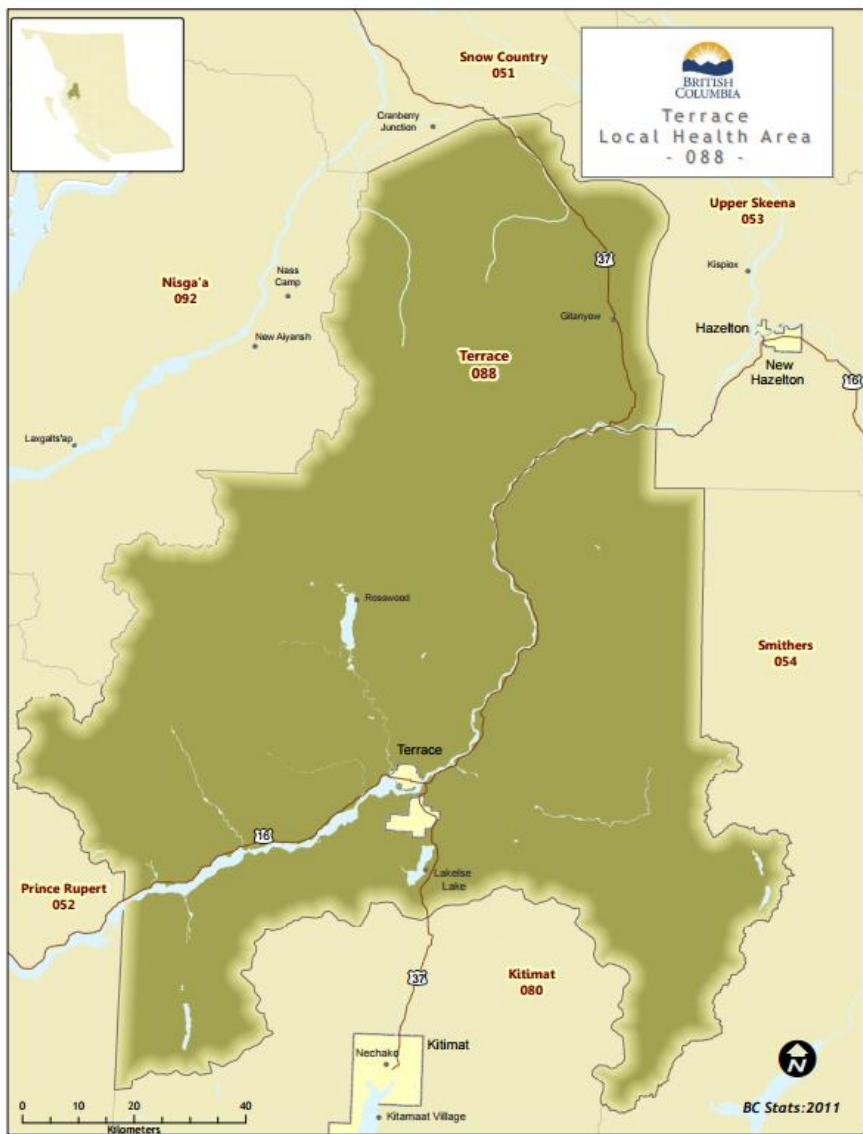 Snow Country
051
BRITISH
COLUMBIA
Terrace
Local Health Area
- 088 -
Cranberry
Junction
Upper Skeena
053
Kispiox
Nisga'a
092
Nass
Camp
37
Gitanyow
New Aiyansh
Hazelton
New
Hazelton
16
Terrace
088
Laxgalts'ap
Rosswood
Smithers
054
Terrace
16
Lakelse
Lake
Prince Rupert
052
37
Kitimat
080
Kitimat
Nechako
Kitamaat Village
N
BC Stats:2011
0 10 20 40
Kilometers